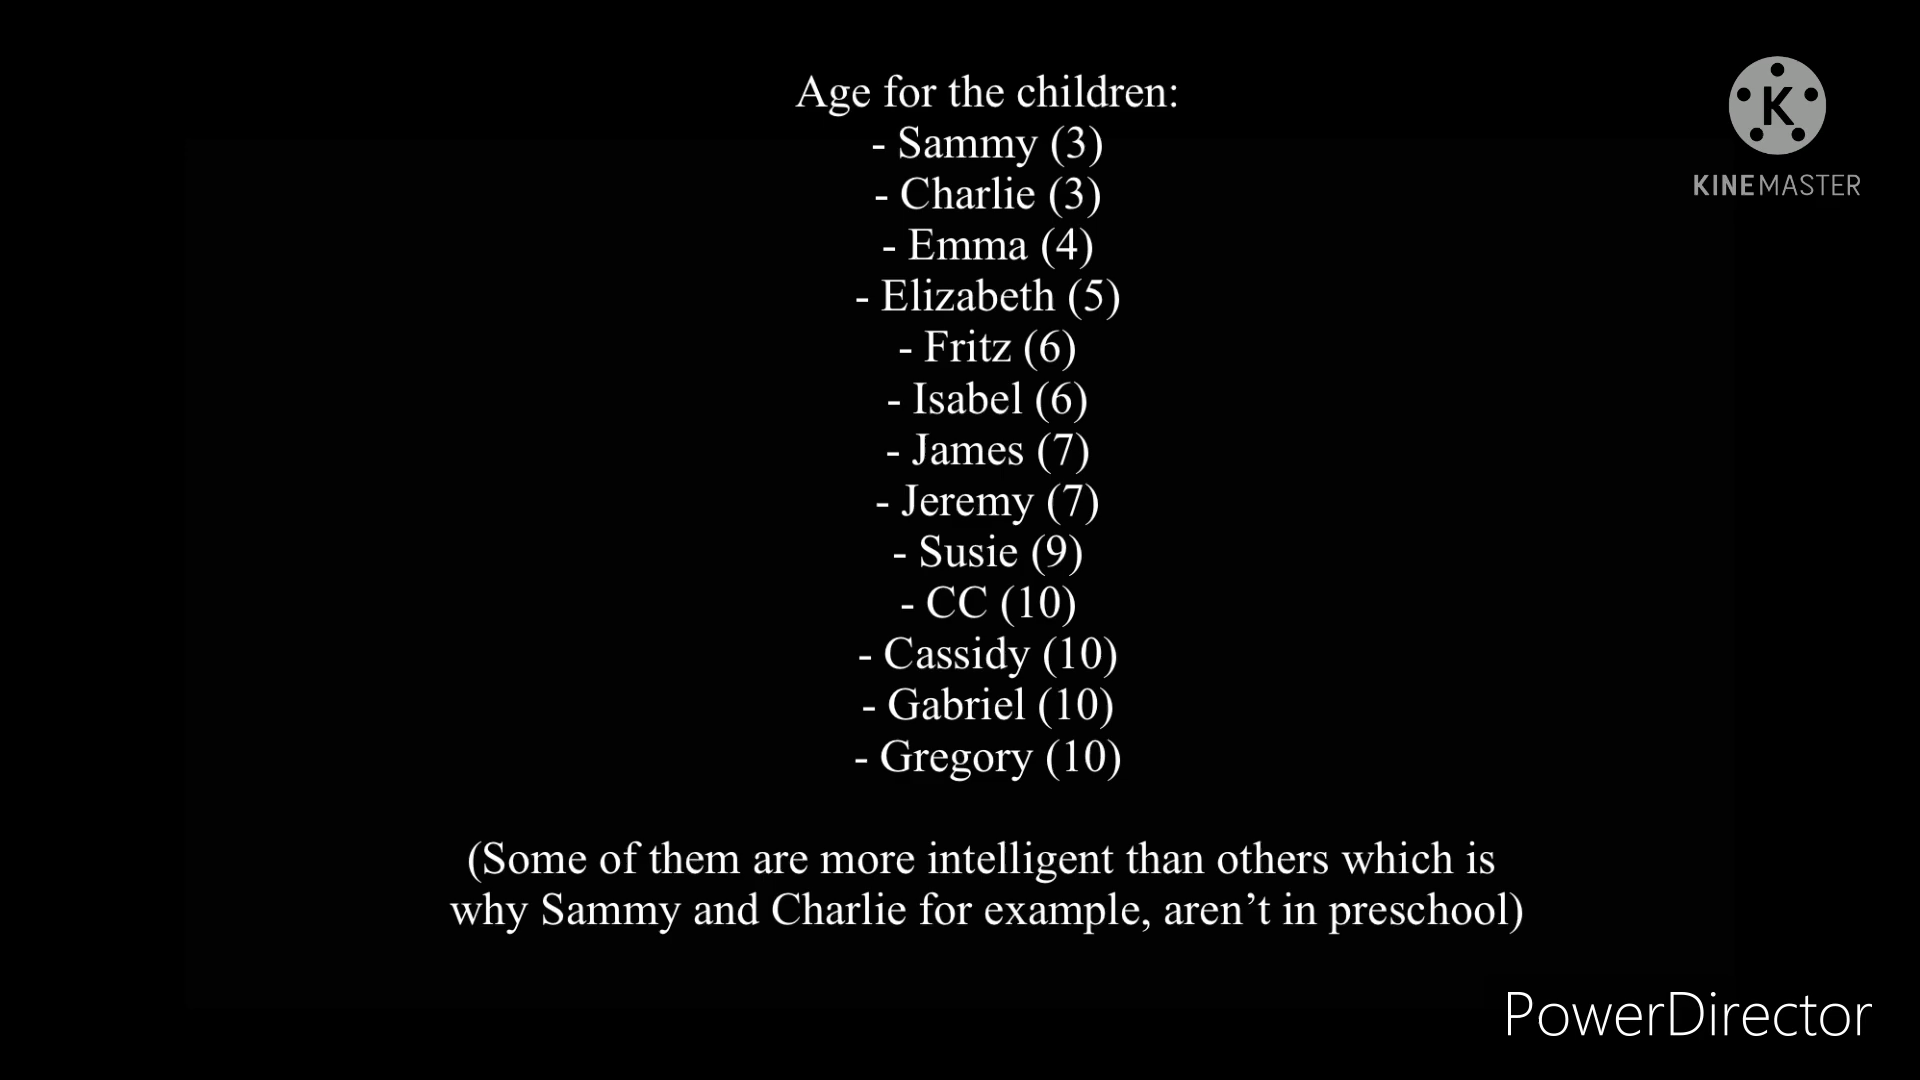 Age for the children:
- Sammy (3)
- Charlie (3)
- Emma (4)
- Elizabeth (5)
- Fritz (6)
- Isabel (6)
- James (7)
- Jeremy (7)
- Susie (9)
- CC (10)
- Cassidy (10)
- Gabriel (10)
- Gregory (10)
(Some of them are more intelligent than others which is
why Sammy and Charlie for example, aren’t in preschool)
K
KINEMASTER
PowerDirector